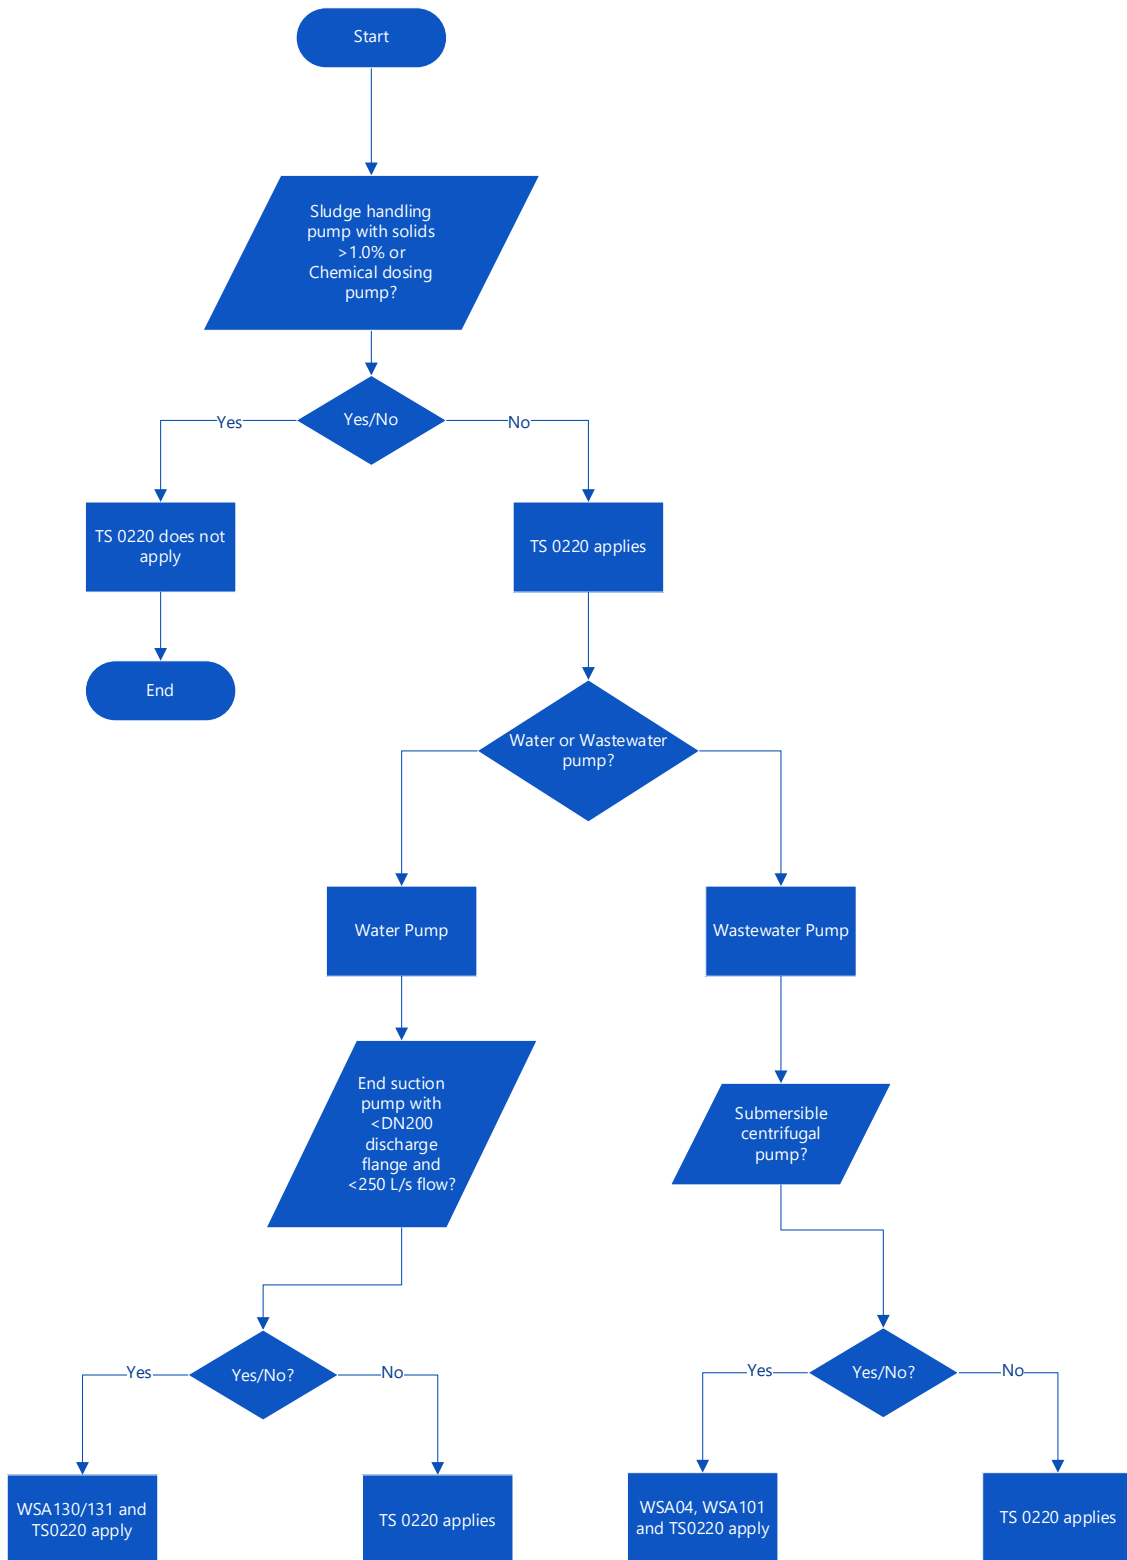 Start
Sludge handling
pump with solids
>1.0% or
Chemical dosing
pump?
Yes/No
Yes
No
TS 0220 does not
apply
TS 0220 applies
End
Water or Wastewater
pump?
Water Pump
Wastewater Pump
End suction
pump with
<DN200
discharge
flange and
<250 L/s flow?
Submersible
centrifugal
pump?
Yes/No?
Yes
No
Yes/No?
Yes
No
WSA130/131 and
TS0220 apply
TS 0220 applies
WSA04, WSA101
and TS0220 apply
TS 0220 applies